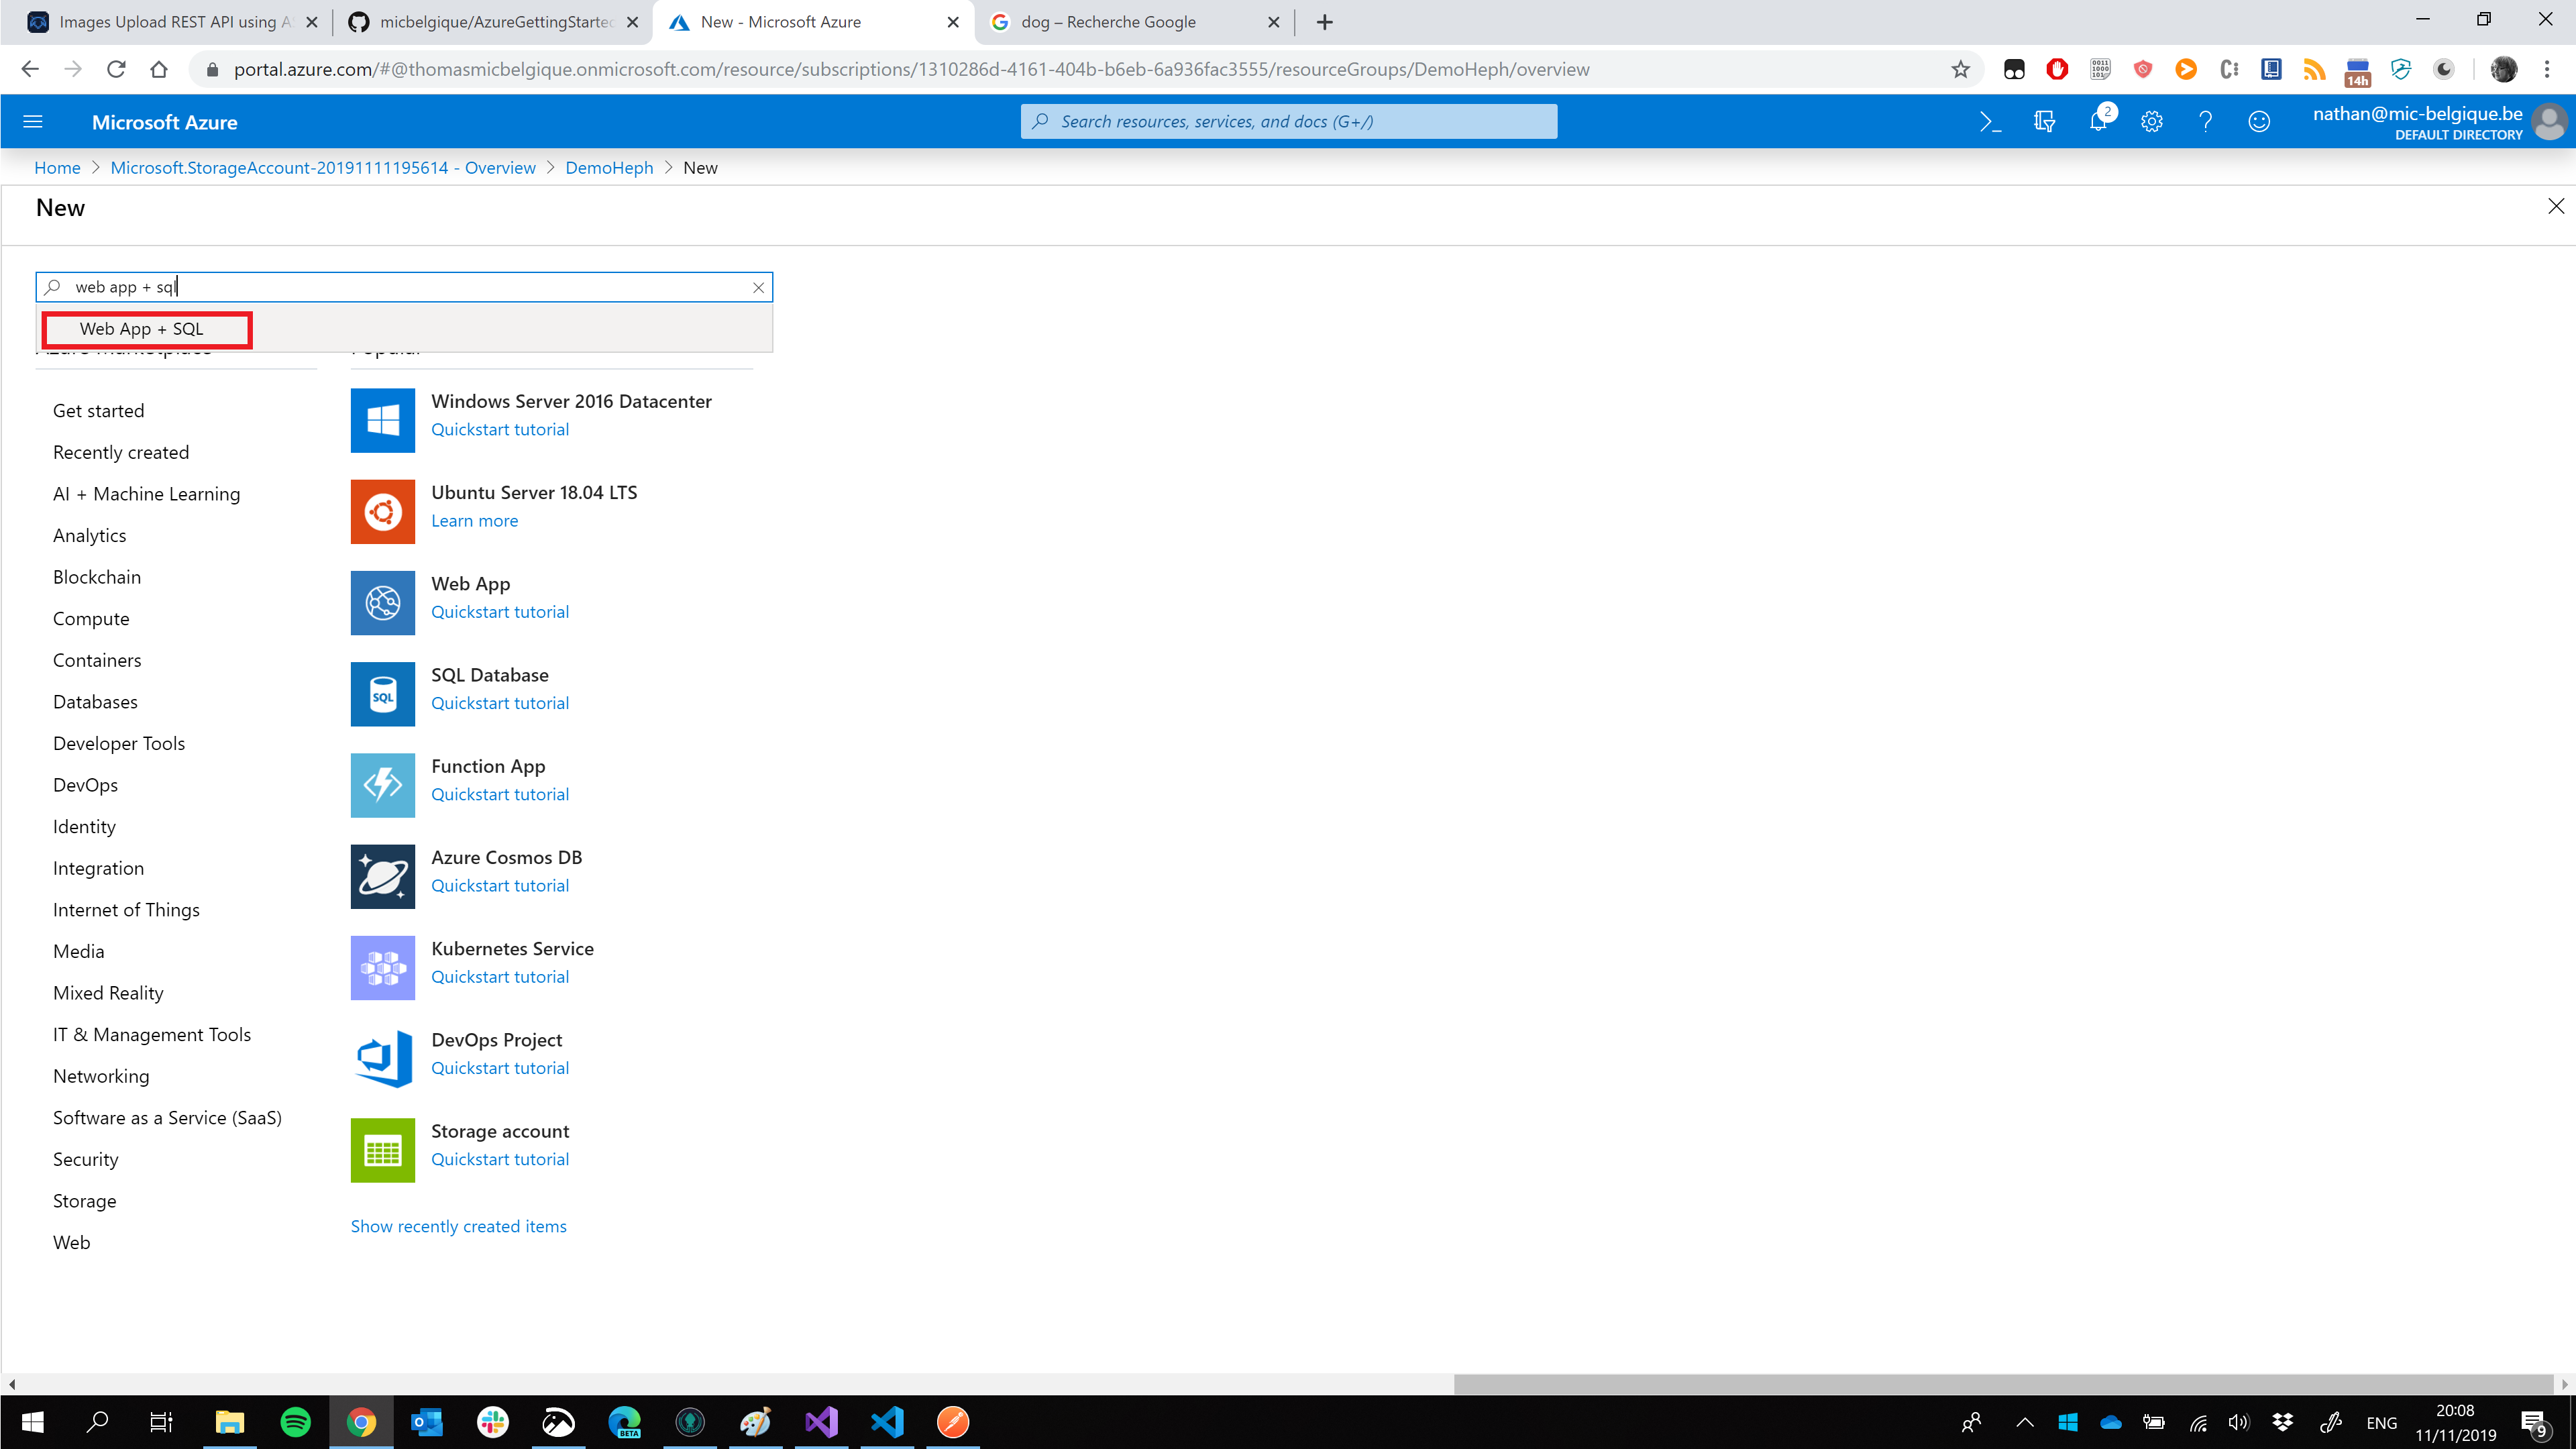 Images Upload REST API using A
micbelgique/AzureGettingStarted
New - Microsoft Azure
dog – Recherche Google
portal.azure.com/#@thomasmicbelgique.onmicrosoft.com/resource/subscriptions/1310286d-4161-404b-b6eb-6a936fac3555/resourceGroups/DemoHeph/overview
14h
Microsoft Azure
Search resources, services, and docs (G+/)
2
nathan@mic-belgique.be
DEFAULT DIRECTORY
Home > Microsoft.StorageAccount-20191111195614 - Overview > DemoHeph > New
New
web app + sql
Web App + SQL
Azure Marketplace
Popular
Get started
Recently created
AI + Machine Learning
Analytics
Blockchain
Compute
Containers
Databases
Developer Tools
DevOps
Identity
Integration
Internet of Things
Media
Mixed Reality
IT & Management Tools
Networking
Software as a Service (SaaS)
Security
Storage
Web
Windows Server 2016 Datacenter
Quickstart tutorial
Ubuntu Server 18.04 LTS
Learn more
Web App
Quickstart tutorial
SQL
SQL Database
Quickstart tutorial
Function App
Quickstart tutorial
Azure Cosmos DB
Quickstart tutorial
Kubernetes Service
Quickstart tutorial
DevOps Project
Quickstart tutorial
Storage account
Quickstart tutorial
Show recently created items
BETA
ENG
20:08
11/11/2019
9